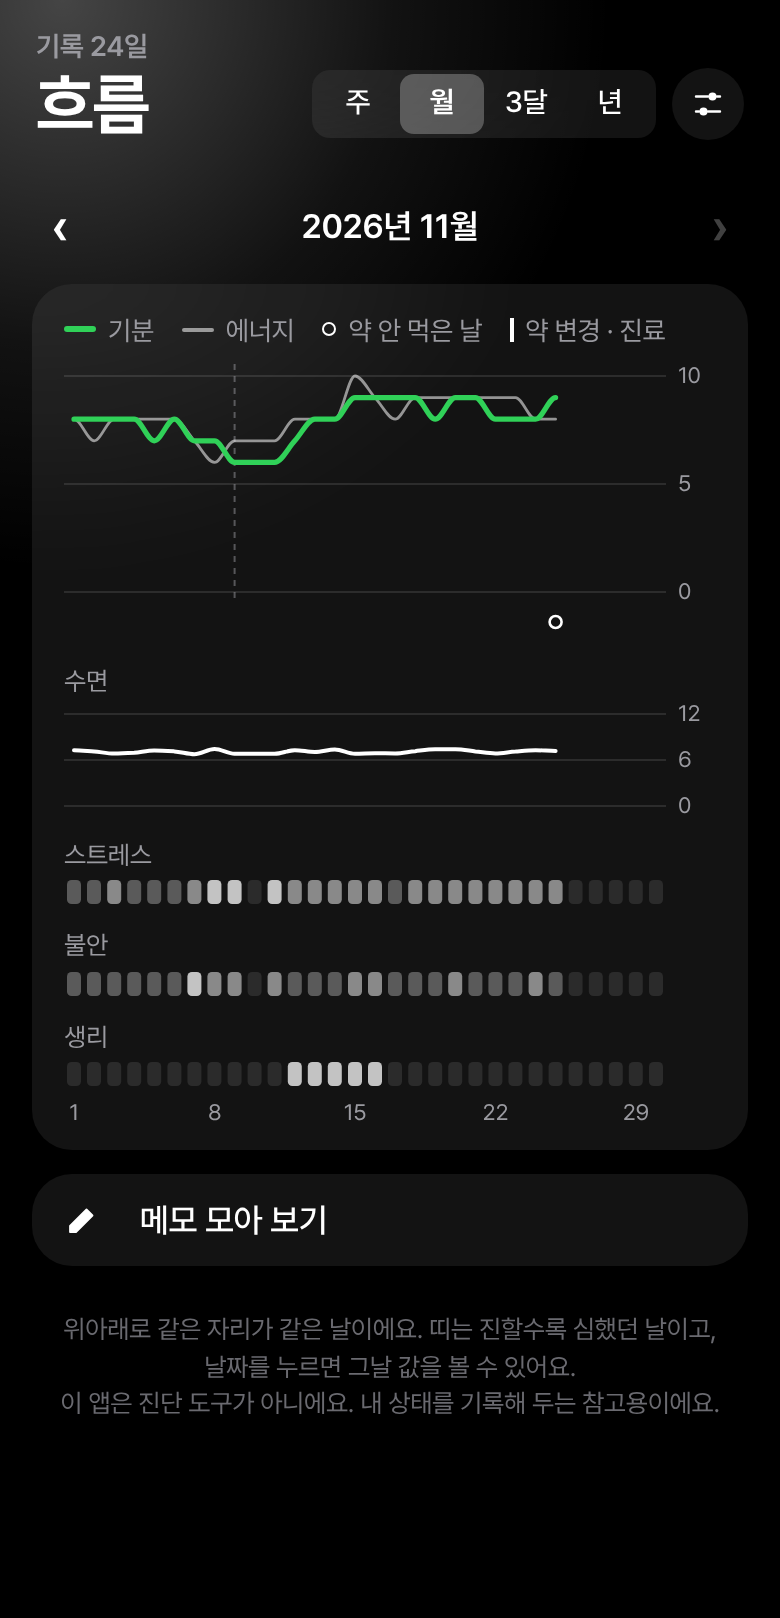 기록 24일
흐름
주 월 3달 년
‹ 2026년 11월 ›
기분 에너지 약 안 먹은 날 약 변경 · 진료
10
5
0
수면
12
6
0
스트레스
불안
생리
1 8 15 22 29
메모 모아 보기
위아래로 같은 자리가 같은 날이에요. 띠는 진할수록 심했던 날이고,
날짜를 누르면 그날 값을 볼 수 있어요.
이 앱은 진단 도구가 아니에요. 내 상태를 기록해 두는 참고용이에요.